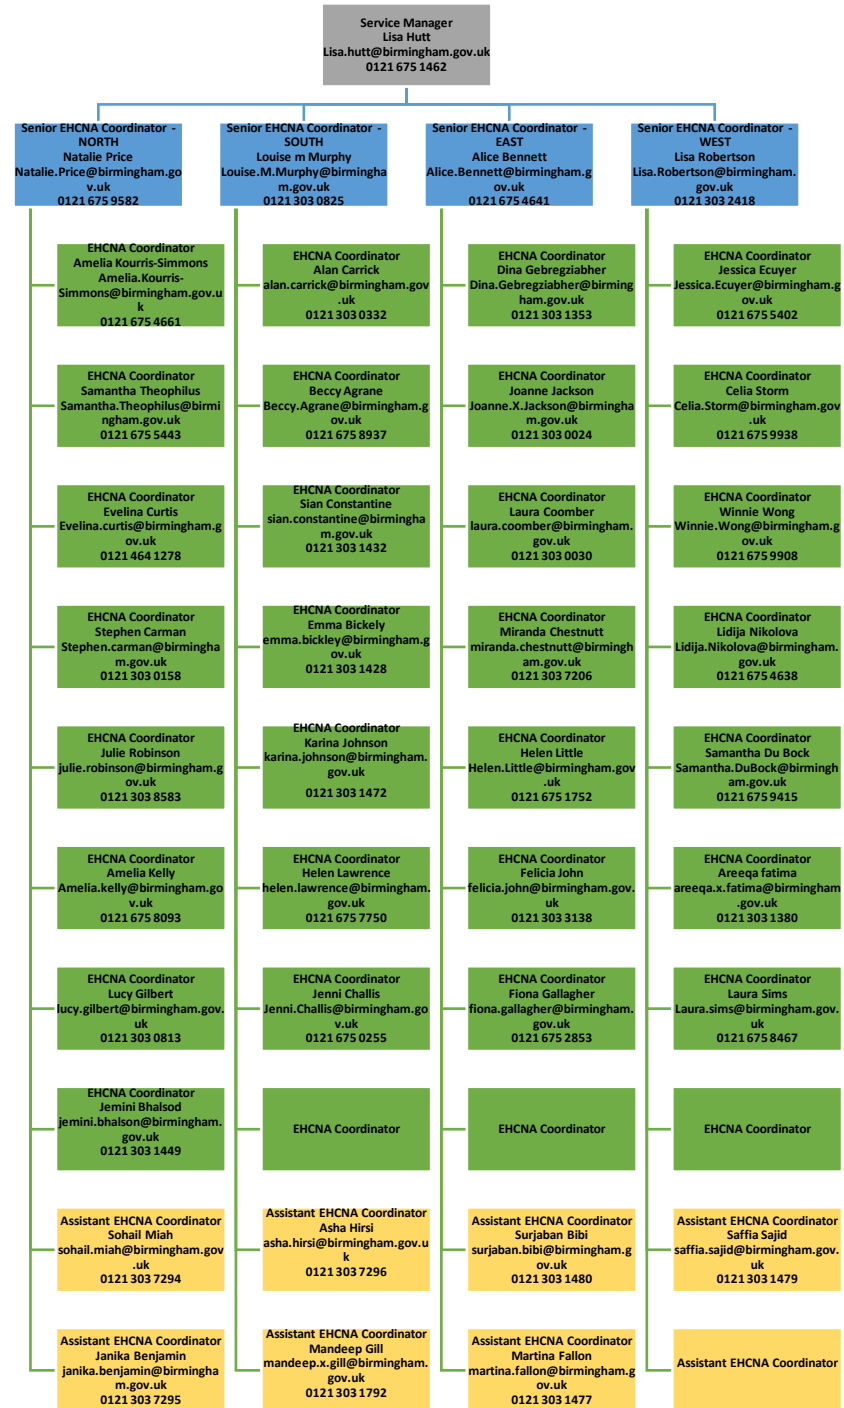 Service Manager
Lisa Hutt
Lisa.hutt@birmingham.gov.uk
0121 675 1462
Senior EHCNA Coordinator -
NORTH
Natalie Price
Natalie.Price@birmingham.go
v.uk
0121 675 9582
Senior EHCNA Coordinator -
SOUTH
Louise m Murphy
Louise.M.Murphy@birmingha
m.gov.uk
0121 303 0825
Senior EHCNA Coordinator -
EAST
Alice Bennett
Alice.Bennett@birmingham.g
ov.uk
0121 675 4641
Senior EHCNA Coordinator -
WEST
Lisa Robertson
Lisa.Robertson@birmingham.
gov.uk
0121 303 2418
EHCNA Coordinator
Amelia Kourris-Simmons
Amelia.Kourris-
Simmons@birmingham.gov.u
k
0121 675 4661
EHCNA Coordinator
Alan Carrick
alan.carrick@birmingham.gov
.uk
0121 303 0332
EHCNA Coordinator
Dina Gebregziabher
Dina.Gebregziabher@birming
ham.gov.uk
0121 303 1353
EHCNA Coordinator
Jessica Ecuyer
Jessica.Ecuyer@birmingham.g
ov.uk
0121 675 5402
EHCNA Coordinator
Samantha Theophilus
Samantha.Theophilus@birmi
ngham.gov.uk
0121 675 5443
EHCNA Coordinator
Beccy Agrane
Beccy.Agrane@birmingham.g
ov.uk
0121 675 8937
EHCNA Coordinator
Joanne Jackson
Joanne.X.Jackson@birmingha
m.gov.uk
0121 303 0024
EHCNA Coordinator
Celia Storm
Celia.Storm@birmingham.gov
.uk
0121 675 9938
EHCNA Coordinator
Evelina Curtis
Evelina.curtis@birmingham.g
ov.uk
0121 464 1278
EHCNA Coordinator
Sian Constantine
sian.constantine@birmingha
m.gov.uk
0121 303 1432
EHCNA Coordinator
Laura Coomber
laura.coomber@birmingham.
gov.uk
0121 303 0030
EHCNA Coordinator
Winnie Wong
Winnie.Wong@birmingham.g
ov.uk
0121 675 9908
EHCNA Coordinator
Stephen Carman
Stephen.carman@birmingha
m.gov.uk
0121 303 0158
EHCNA Coordinator
Emma Bickely
emma.bickley@birmingham.g
ov.uk
0121 303 1428
EHCNA Coordinator
Miranda Chestnutt
miranda.chestnutt@birmingh
am.gov.uk
0121 303 7206
EHCNA Coordinator
Lidija Nikolova
Lidija.Nikolova@birmingham.
gov.uk
0121 675 4638
EHCNA Coordinator
Julie Robinson
julie.robinson@birmingham.g
ov.uk
0121 303 8583
EHCNA Coordinator
Karina Johnson
karina.johnson@birmingham.
gov.uk
0121 303 1472
EHCNA Coordinator
Helen Little
Helen.Little@birmingham.gov
.uk
0121 675 1752
EHCNA Coordinator
Samantha Du Bock
Samantha.DuBock@birmingh
am.gov.uk
0121 675 9415
EHCNA Coordinator
Amelia Kelly
Amelia.kelly@birmingham.go
v.uk
0121 675 8093
EHCNA Coordinator
Helen Lawrence
helen.lawrence@birmingham.
gov.uk
0121 675 7750
EHCNA Coordinator
Felicia John
felicia.john@birmingham.gov.
uk
0121 303 3138
EHCNA Coordinator
Areeqa fatima
areeqa.x.fatima@birmingham
.gov.uk
0121 303 1380
EHCNA Coordinator
Lucy Gilbert
lucy.gilbert@birmingham.gov.
uk
0121 303 0813
EHCNA Coordinator
Jenni Challis
Jenni.Challis@birmingham.go
v.uk
0121 675 0255
EHCNA Coordinator
Fiona Gallagher
fiona.gallagher@birmingham.
gov.uk
0121 675 2853
EHCNA Coordinator
Laura Sims
Laura.sims@birmingham.gov.
uk
0121 675 8467
EHCNA Coordinator
Jemini Bhalsod
jemini.bhalson@birmingham.
gov.uk
0121 303 1449
EHCNA Coordinator
EHCNA Coordinator
EHCNA Coordinator
Assistant EHCNA Coordinator
Sohail Miah
sohail.miah@birmingham.gov
.uk
0121 303 7294
Assistant EHCNA Coordinator
Asha Hirsi
asha.hirsi@birmingham.gov.u
k
0121 303 7296
Assistant EHCNA Coordinator
Surjaban Bibi
surjaban.bibi@birmingham.g
ov.uk
0121 303 1480
Assistant EHCNA Coordinator
Saffia Sajid
saffia.sajid@birmingham.gov.
uk
0121 303 1479
Assistant EHCNA Coordinator
Janika Benjamin
janika.benjamin@birmingha
m.gov.uk
0121 303 7295
Assistant EHCNA Coordinator
Mandeep Gill
mandeep.x.gill@birmingham.
gov.uk
0121 303 1792
Assistant EHCNA Coordinator
Martina Fallon
martina.fallon@birmingham.g
ov.uk
0121 303 1477
Assistant EHCNA Coordinator